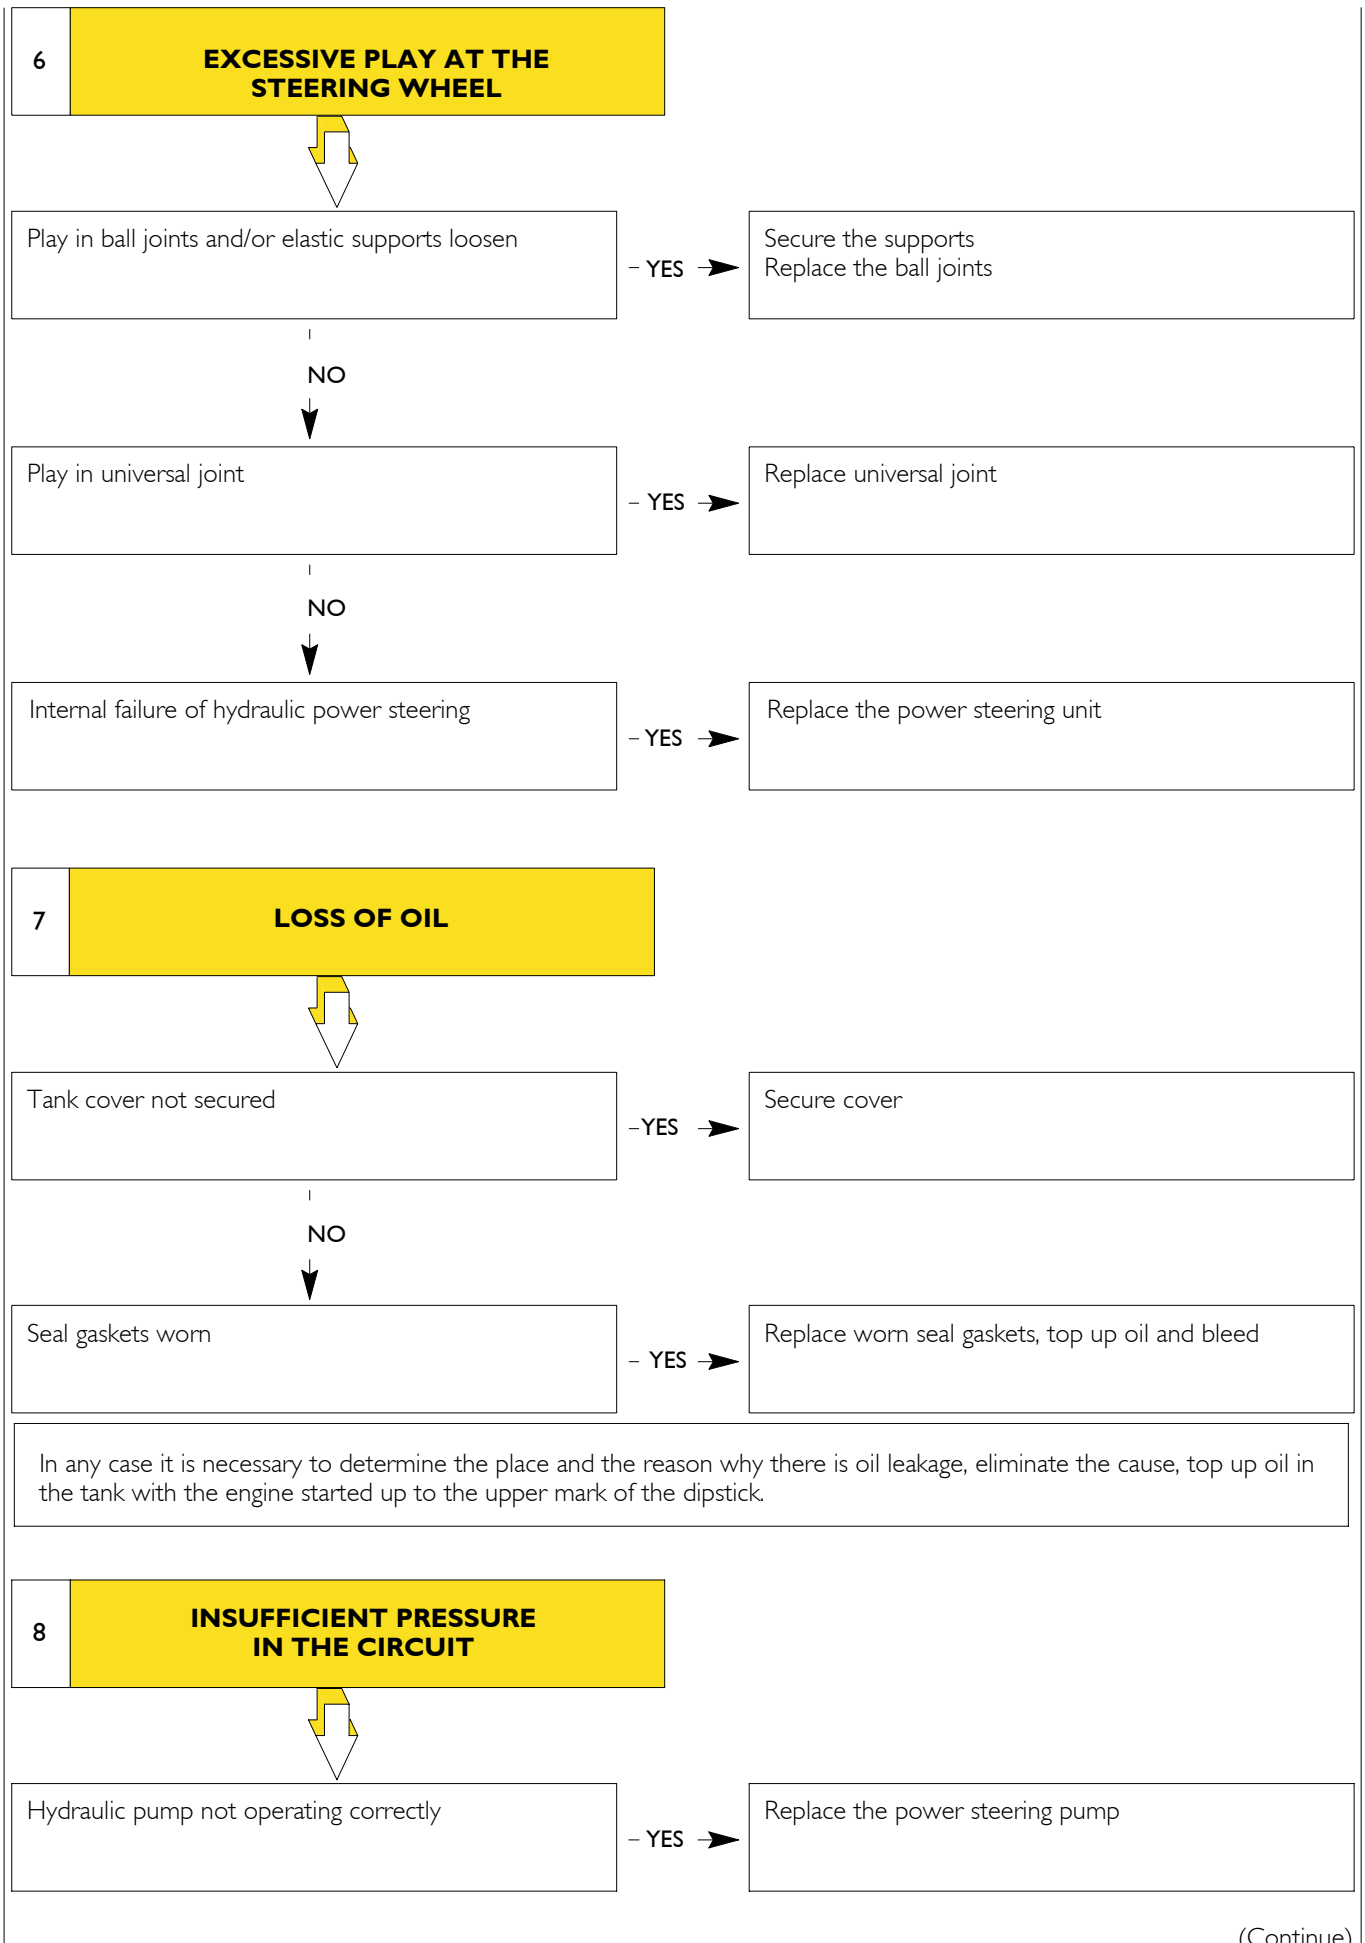 6
EXCESSIVE PLAY AT THE
STEERING WHEEL
Play in ball joints and/or elastic supports loosen
YES
Secure the supports
Replace the ball joints
NO
Play in universal joint
YES
Replace universal joint
NO
Internal failure of hydraulic power steering
YES
Replace the power steering unit
7
LOSS OF OIL
Tank cover not secured
YES
Secure cover
NO
Seal gaskets worn
YES
Replace worn seal gaskets, top up oil and bleed
In any case it is necessary to determine the place and the reason why there is oil leakage, eliminate the cause, top up oil in
the tank with the engine started up to the upper mark of the dipstick.
8
INSUFFICIENT PRESSURE
IN THE CIRCUIT
Hydraulic pump not operating correctly
YES
Replace the power steering pump
(Continue)